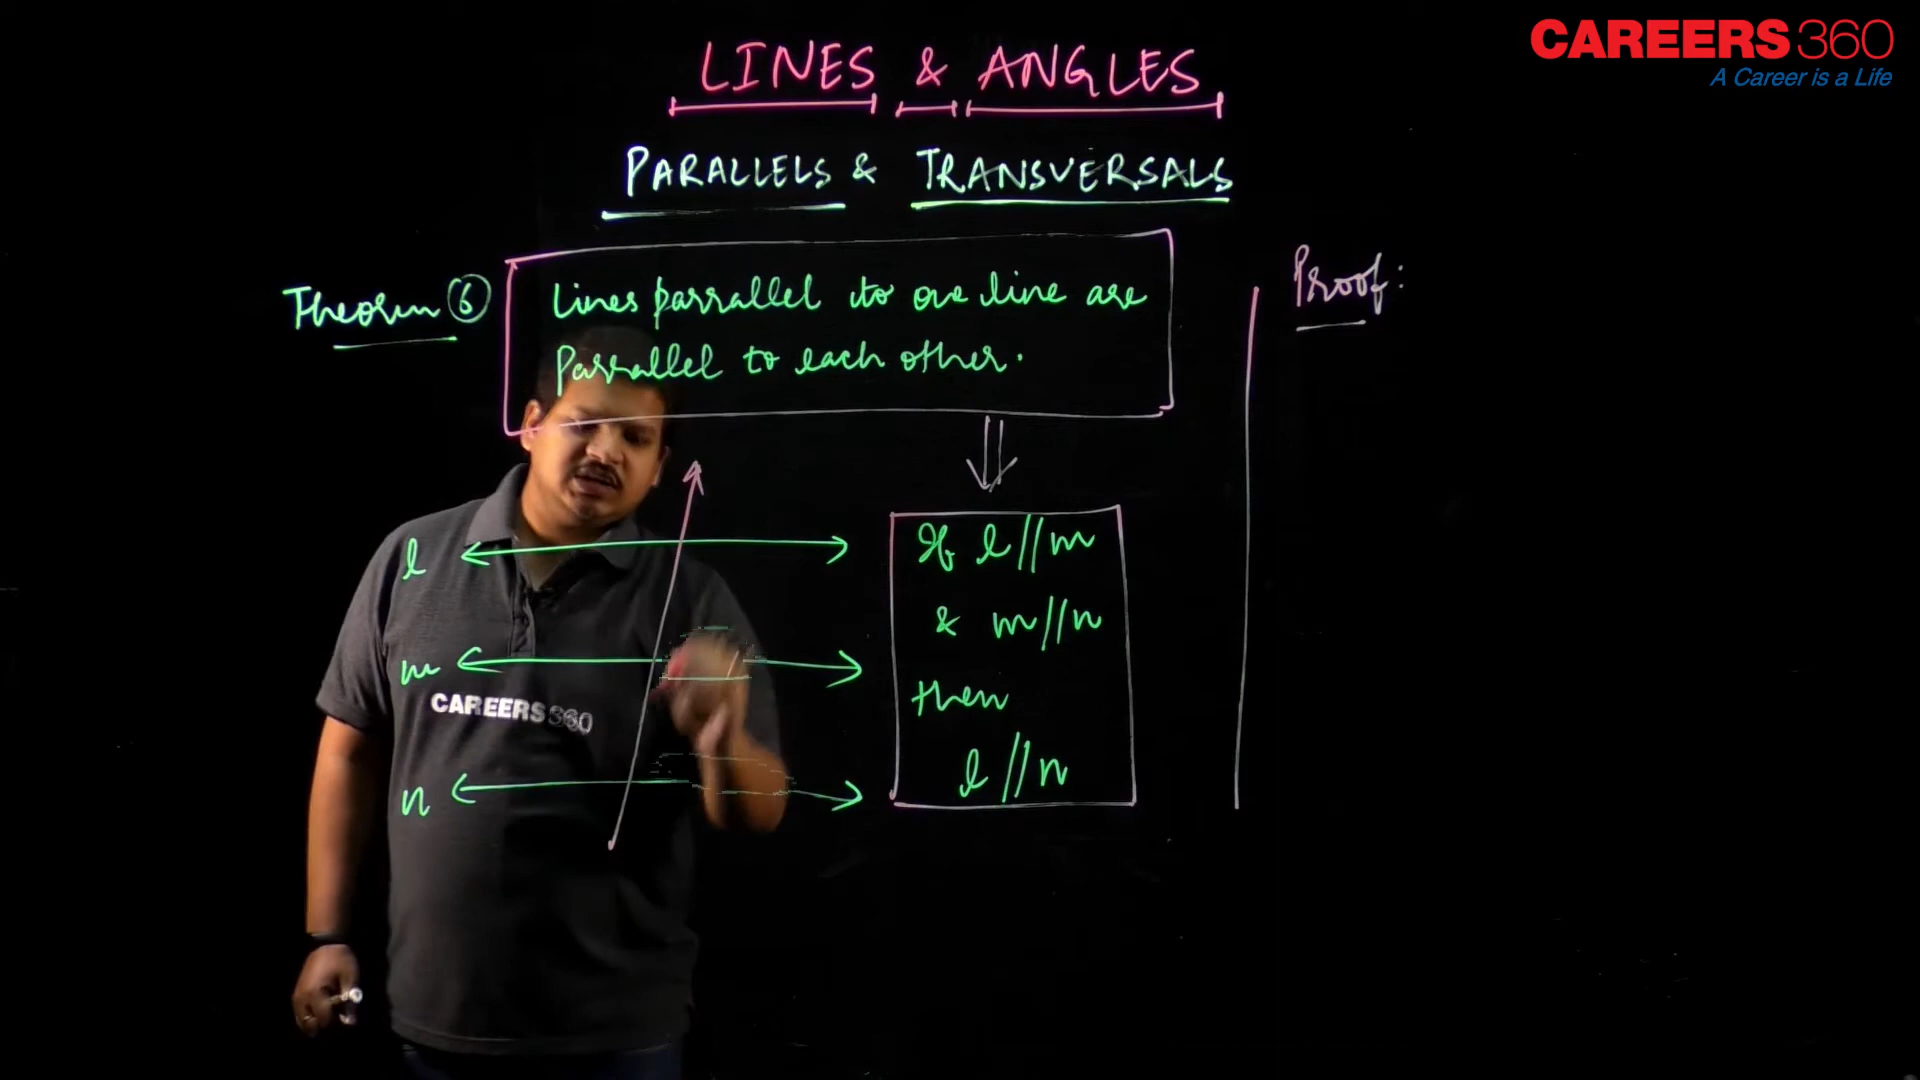 CAREERS360
A Career is a Life
LINES & ANGLES
PARALLELS & TRANSVERSALS
Theorem 6
Lines parrallel to one line are
Parrallel to each other.
Proof:
l
m
n
If l//m
& m//n
then
l//n
CAREERS360